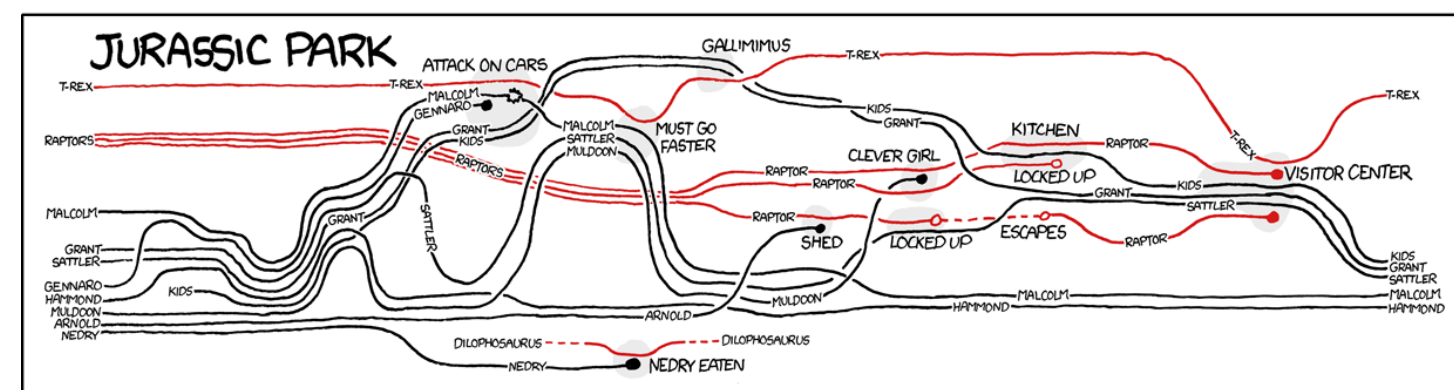 JURASSIC PARK
GALLIMIMUS
T-REX
ATTACK ON CARS
T-REX
T-REX
MALCOLM
GENNARO
T-REX
KIDS
GRANT
GRANT
KIDS
MALCOLM
SATTLER
MULDOON
MUST GO
FASTER
KITCHEN
RAPTORS
RAPTOR
T-REX
CLEVER GIRL
RAPTORS
RAPTOR
RAPTOR
LOCKED UP
VISITOR CENTER
KIDS
GRANT
SATTLER
MALCOLM
GRANT
SATTLER
RAPTOR
SHED
LOCKED UP
ESCAPES
RAPTOR
GRANT
SATTLER
GENNARO
HAMMOND
MULDOON
ARNOLD
NEDRY
KIDS
KIDS
GRANT
SATTLER
MALCOLM
HAMMOND
MULDOON
MALCOLM
HAMMOND
ARNOLD
DILOPHOSAURUS
DILOPHOSAURUS
NEDRY
NEDRY EATEN